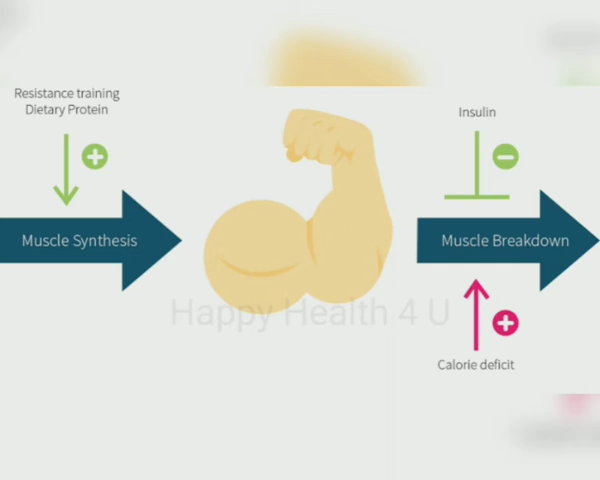 Resistance training
Dietary Protein
Insulin
Muscle Synthesis
Muscle Breakdown
Happy Health 4 U
Calorie deficit